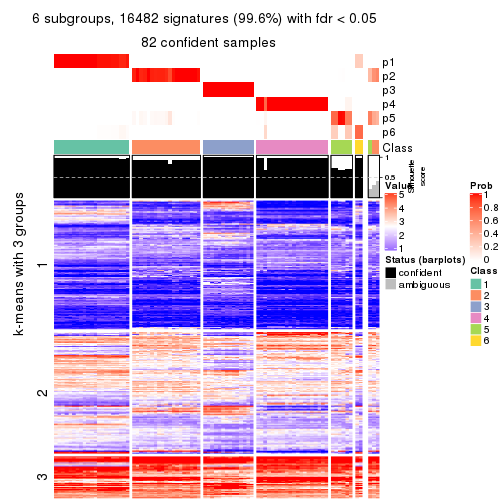 6 subgroups, 16482 signatures (99.6%) with fdr < 0.05
82 confident samples
p1
p2
p3
p4
p5
p6
Class
1
0.5
0
Silhouette
score
k-means with 3 groups
1
2
3
Value
5
4
3
2
1
Status (barplots)
confident
ambiguous
Prob
1
0.8
0.6
0.4
0.2
0
Class
1
2
3
4
5
6